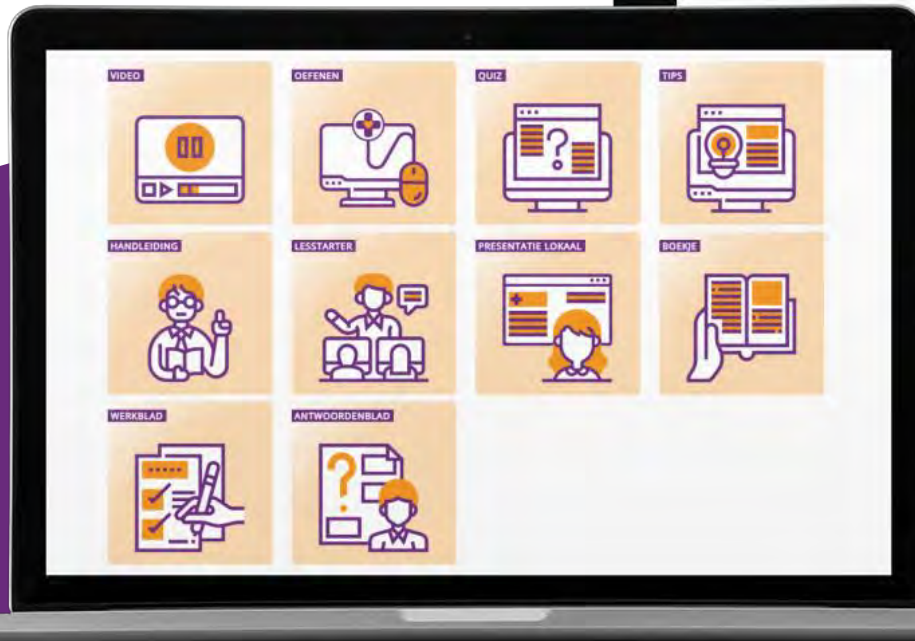 VIDEO
OEFENEN
QUIZ
TIPS
HANDLEIDING
LESSTARTER
PRESENTATIE LOKAAL
BOEKJE
WERKBLAD
ANTWOORDENBLAD